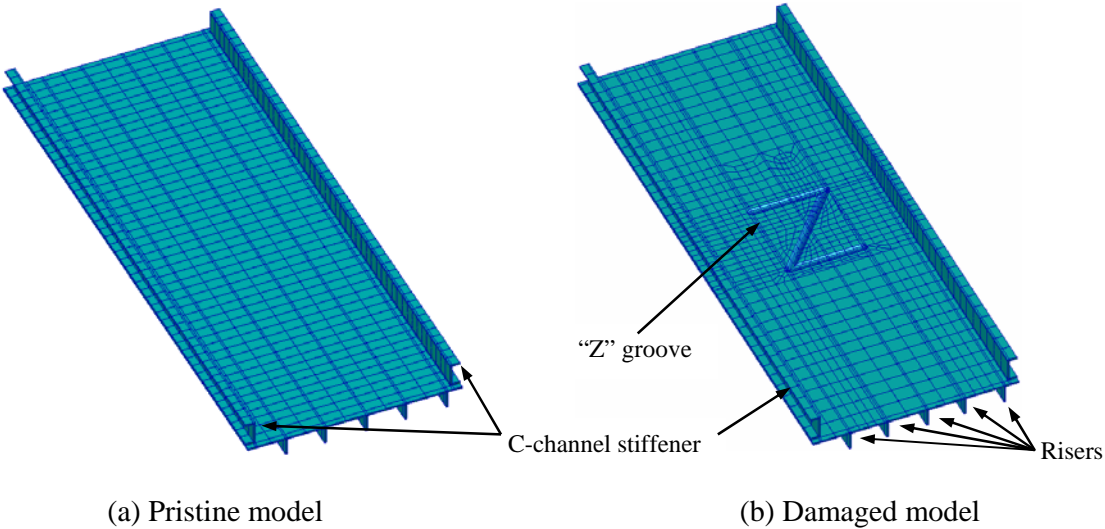 “Z” groove
C-channel stiffener
Risers
(a) Pristine model
(b) Damaged model